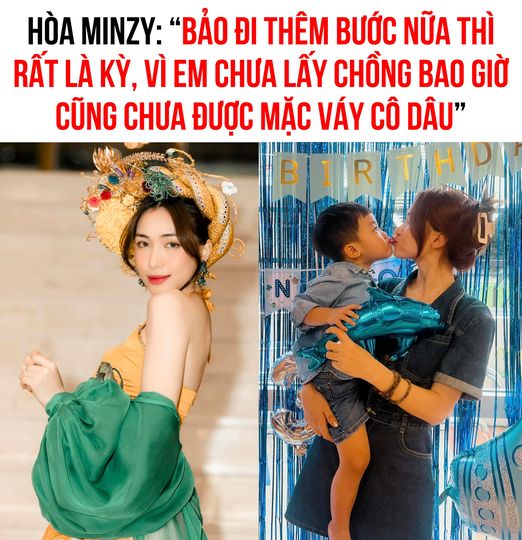 HÒA MINZY: “BẢO ĐI THÊM BƯỚC NỮA THÌ
RẤT LÀ KỲ, VÌ EM CHƯA LẤY CHỒNG BAO GIỜ
CŨNG CHƯA ĐƯỢC MẶC VÁY CÔ DÂU”
BIRTHD
N